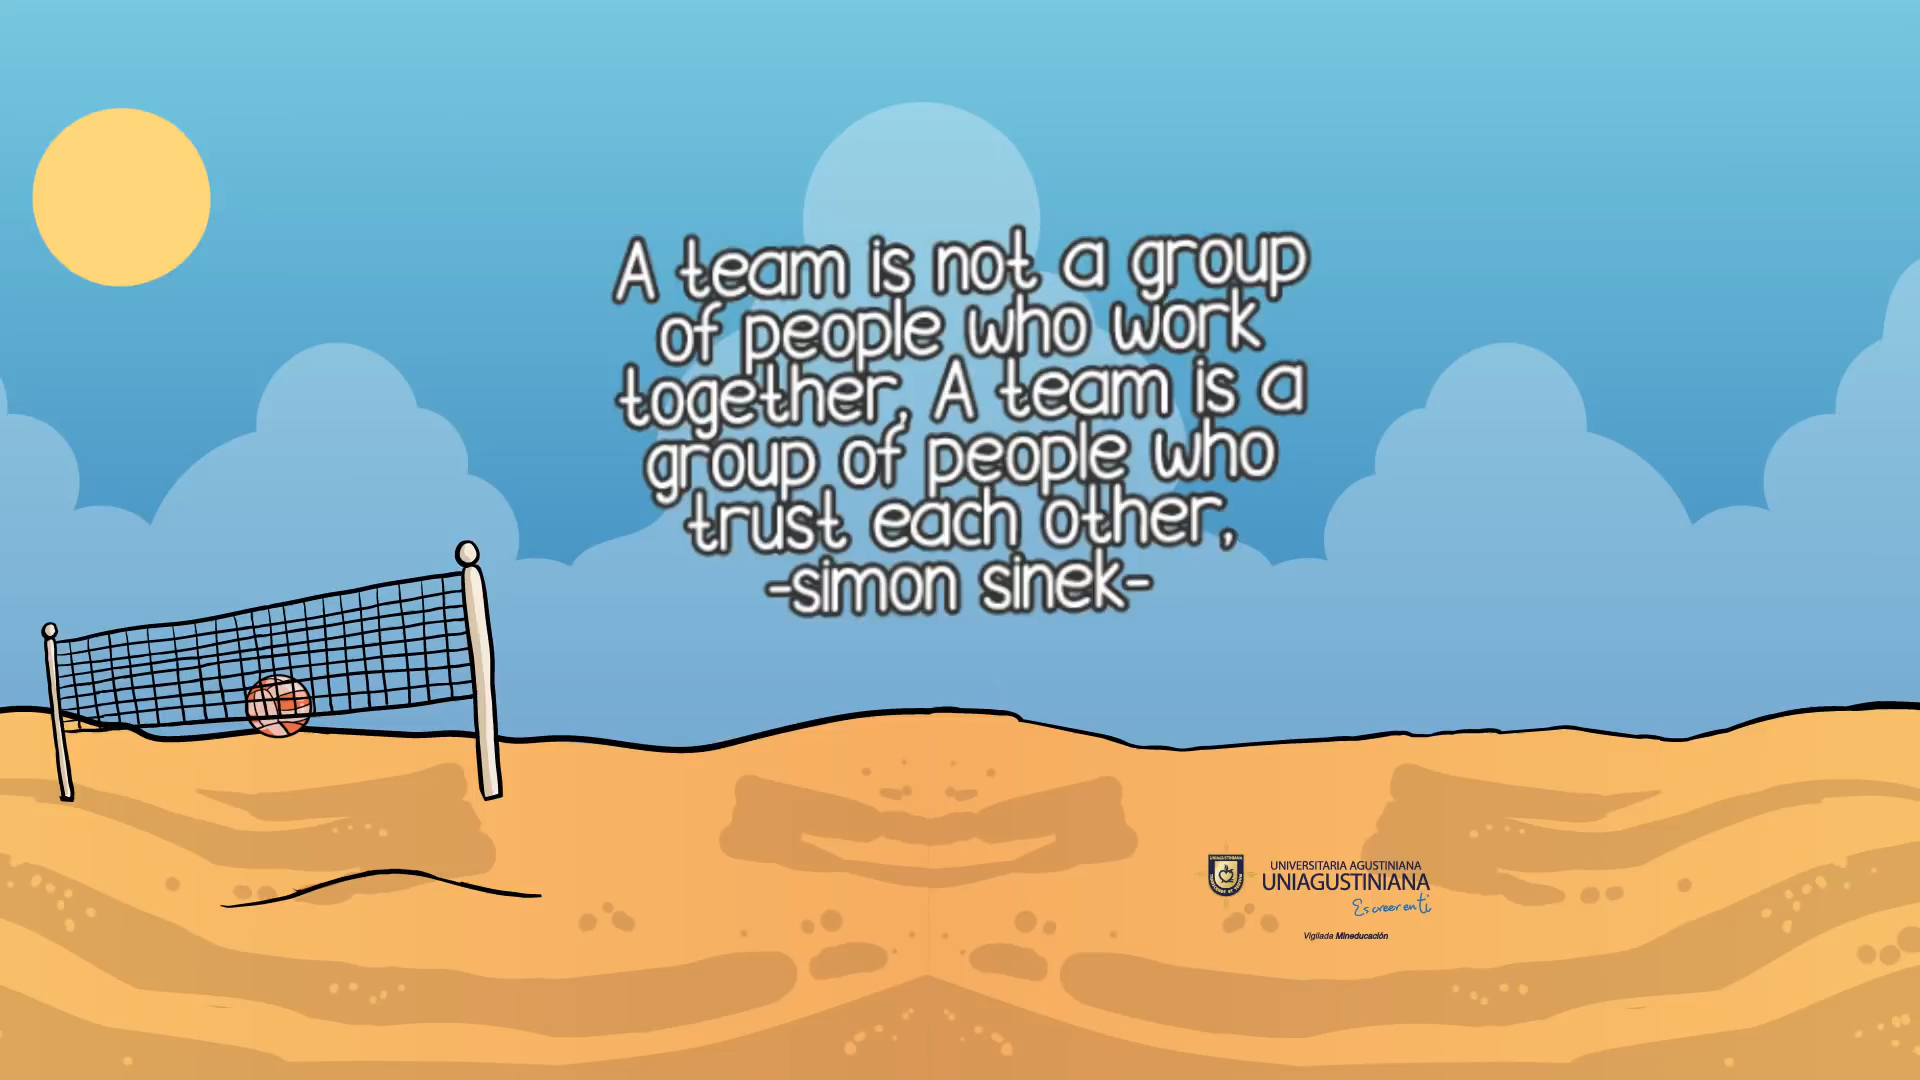 A team is not a group
of people who work
together, A team is a
group of people who
trust each other,
-simon sinek-
UNIAGUSTINIANA
UNIVERSITARIA AGUSTINIANA
UNIAGUSTINIANA
Es creer en ti
Vigilada Mineducación